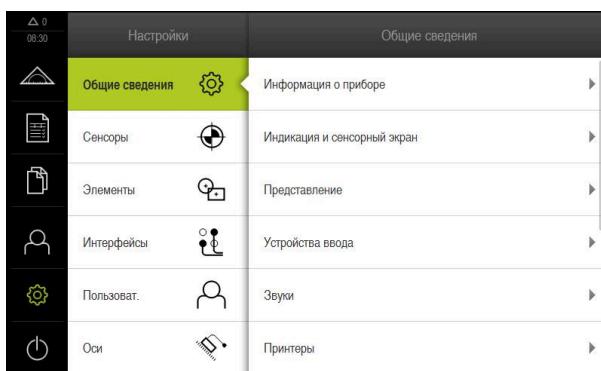 0
08:30
Настройки
Общие сведения
Общие сведения
Сенсоры
Элементы
Интерфейсы
Пользоват.
Оси
Информация о приборе
Индикация и сенсорный экран
Представление
Устройства ввода
Звуки
Принтеры